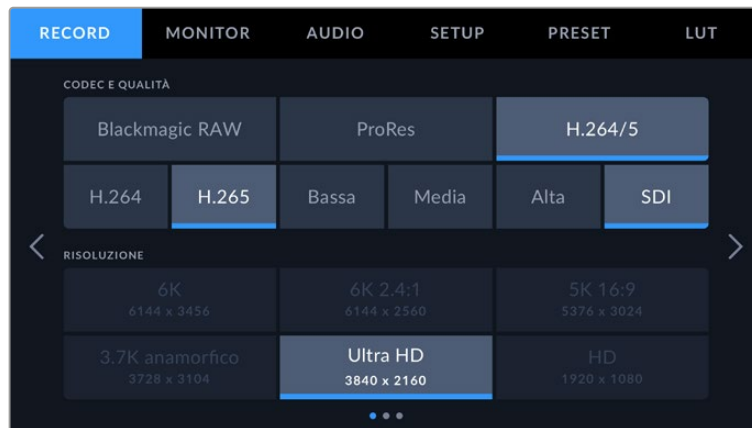 RECORD MONITOR AUDIO SETUP PRESET LUT
CODEC E QUALITÀ
Blackmagic RAW ProRes H.264/5
H.264 H.265 Bassa Media Alta SDI
RISOLUZIONE
6K 6K 2.4:1 5K 16:9
6144 x 3456 6144 x 2560 5376 x 3024
3.7K anamorfico Ultra HD HD
3728 x 3104 3840 x 2160 1920 x 1080